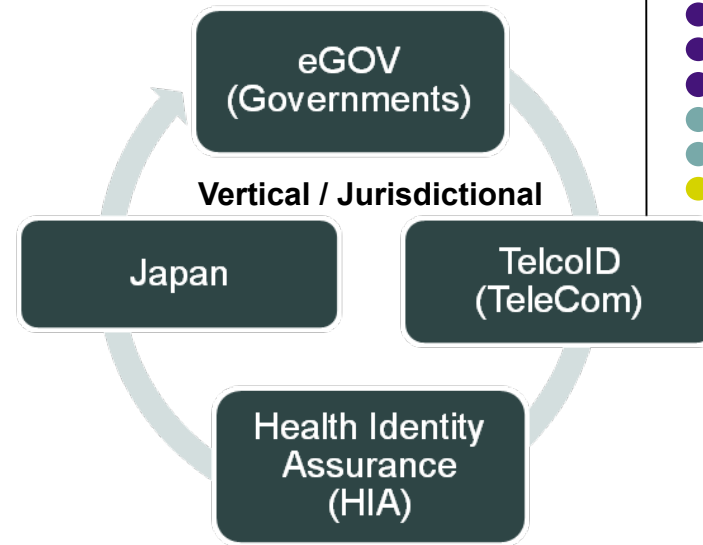 eGOV
(Governments)
Vertical / Jurisdictional
Japan
TelcoID
(TeleCom)
Health Identity
Assurance
(HIA)